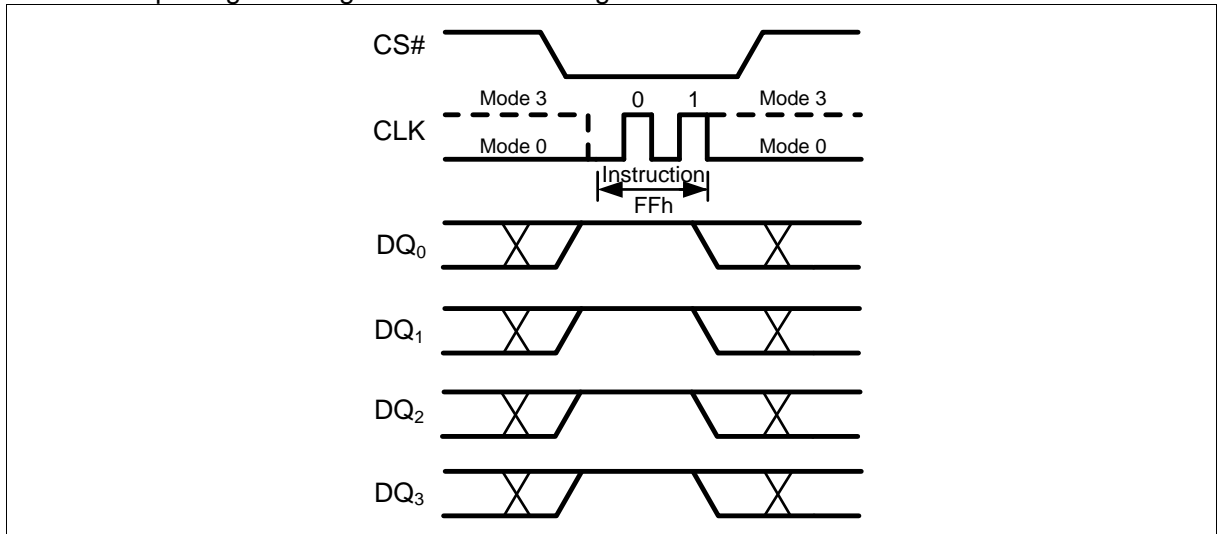 CS#
Mode 3 0 1 Mode 3
CLK
Mode 0 Mode 0
Instruction
FFh
DQ0
DQ1
DQ2
DQ3